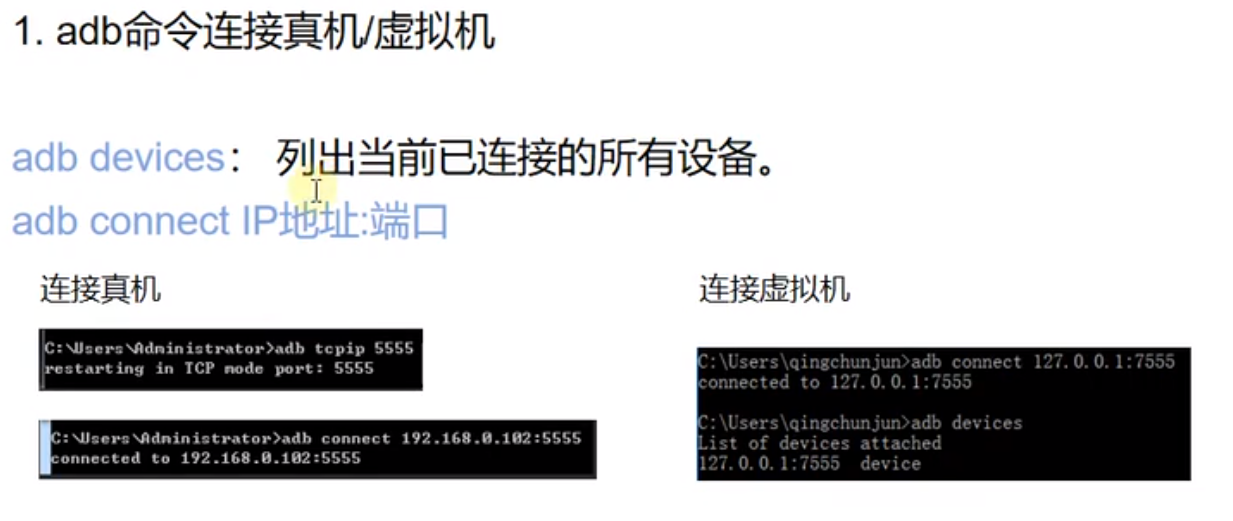 1. adb命令连接真机/虚拟机
adb devices： 列出当前已连接的所有设备。
adb connect IP地址:端口
连接真机
C:\Users\Administrator>adb tcpip 5555
restarting in TCP mode port: 5555
C:\Users\Administrator>adb connect 192.168.0.102:5555
connected to 192.168.0.102:5555
连接虚拟机
C:\Users\qingchunjun>adb connect 127.0.0.1:7555
connected to 127.0.0.1:7555
C:\Users\qingchunjun>adb devices
List of devices attached
127.0.0.1:7555 device